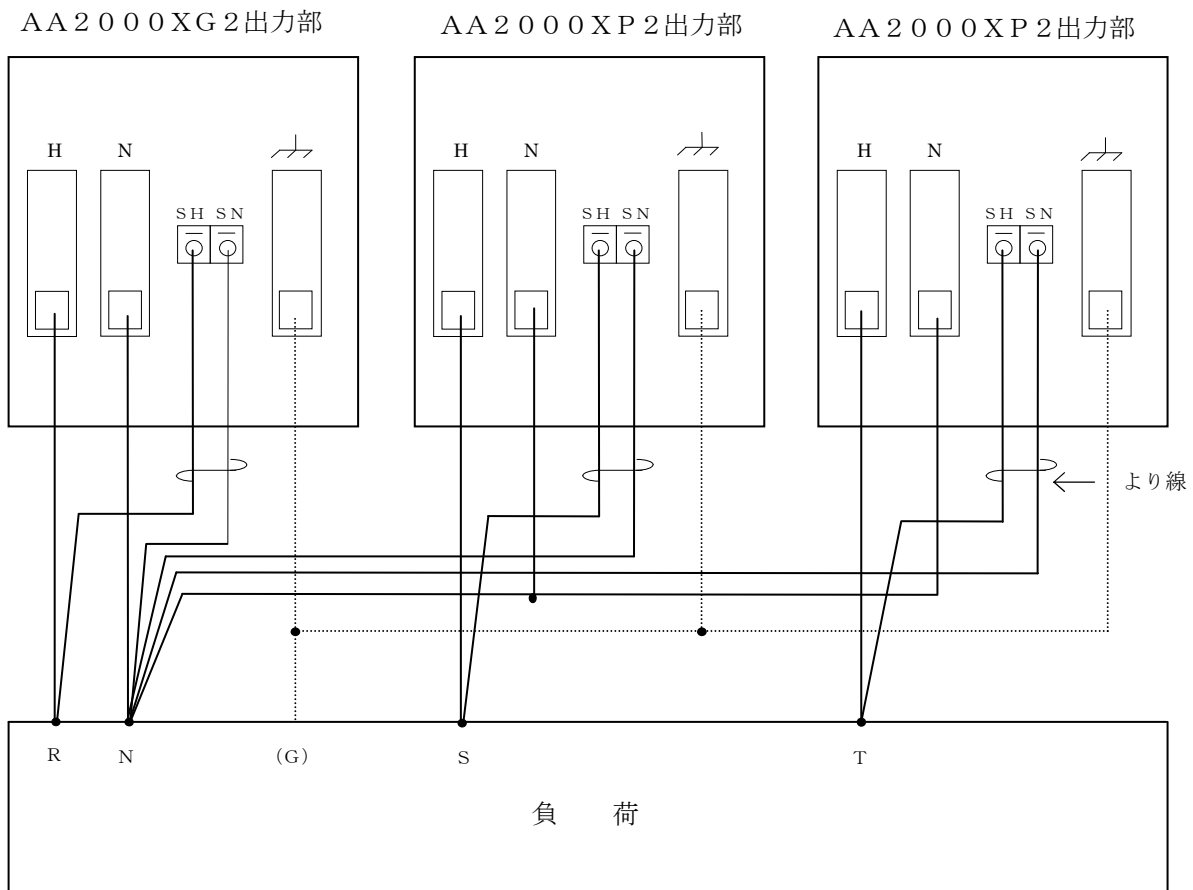 AA2000XG2出力部
AA2000XP2出力部
AA2000XP2出力部
H N
H N
H N
SH SN
SH SN
SH SN
より線
R N (G) S T
負 荷